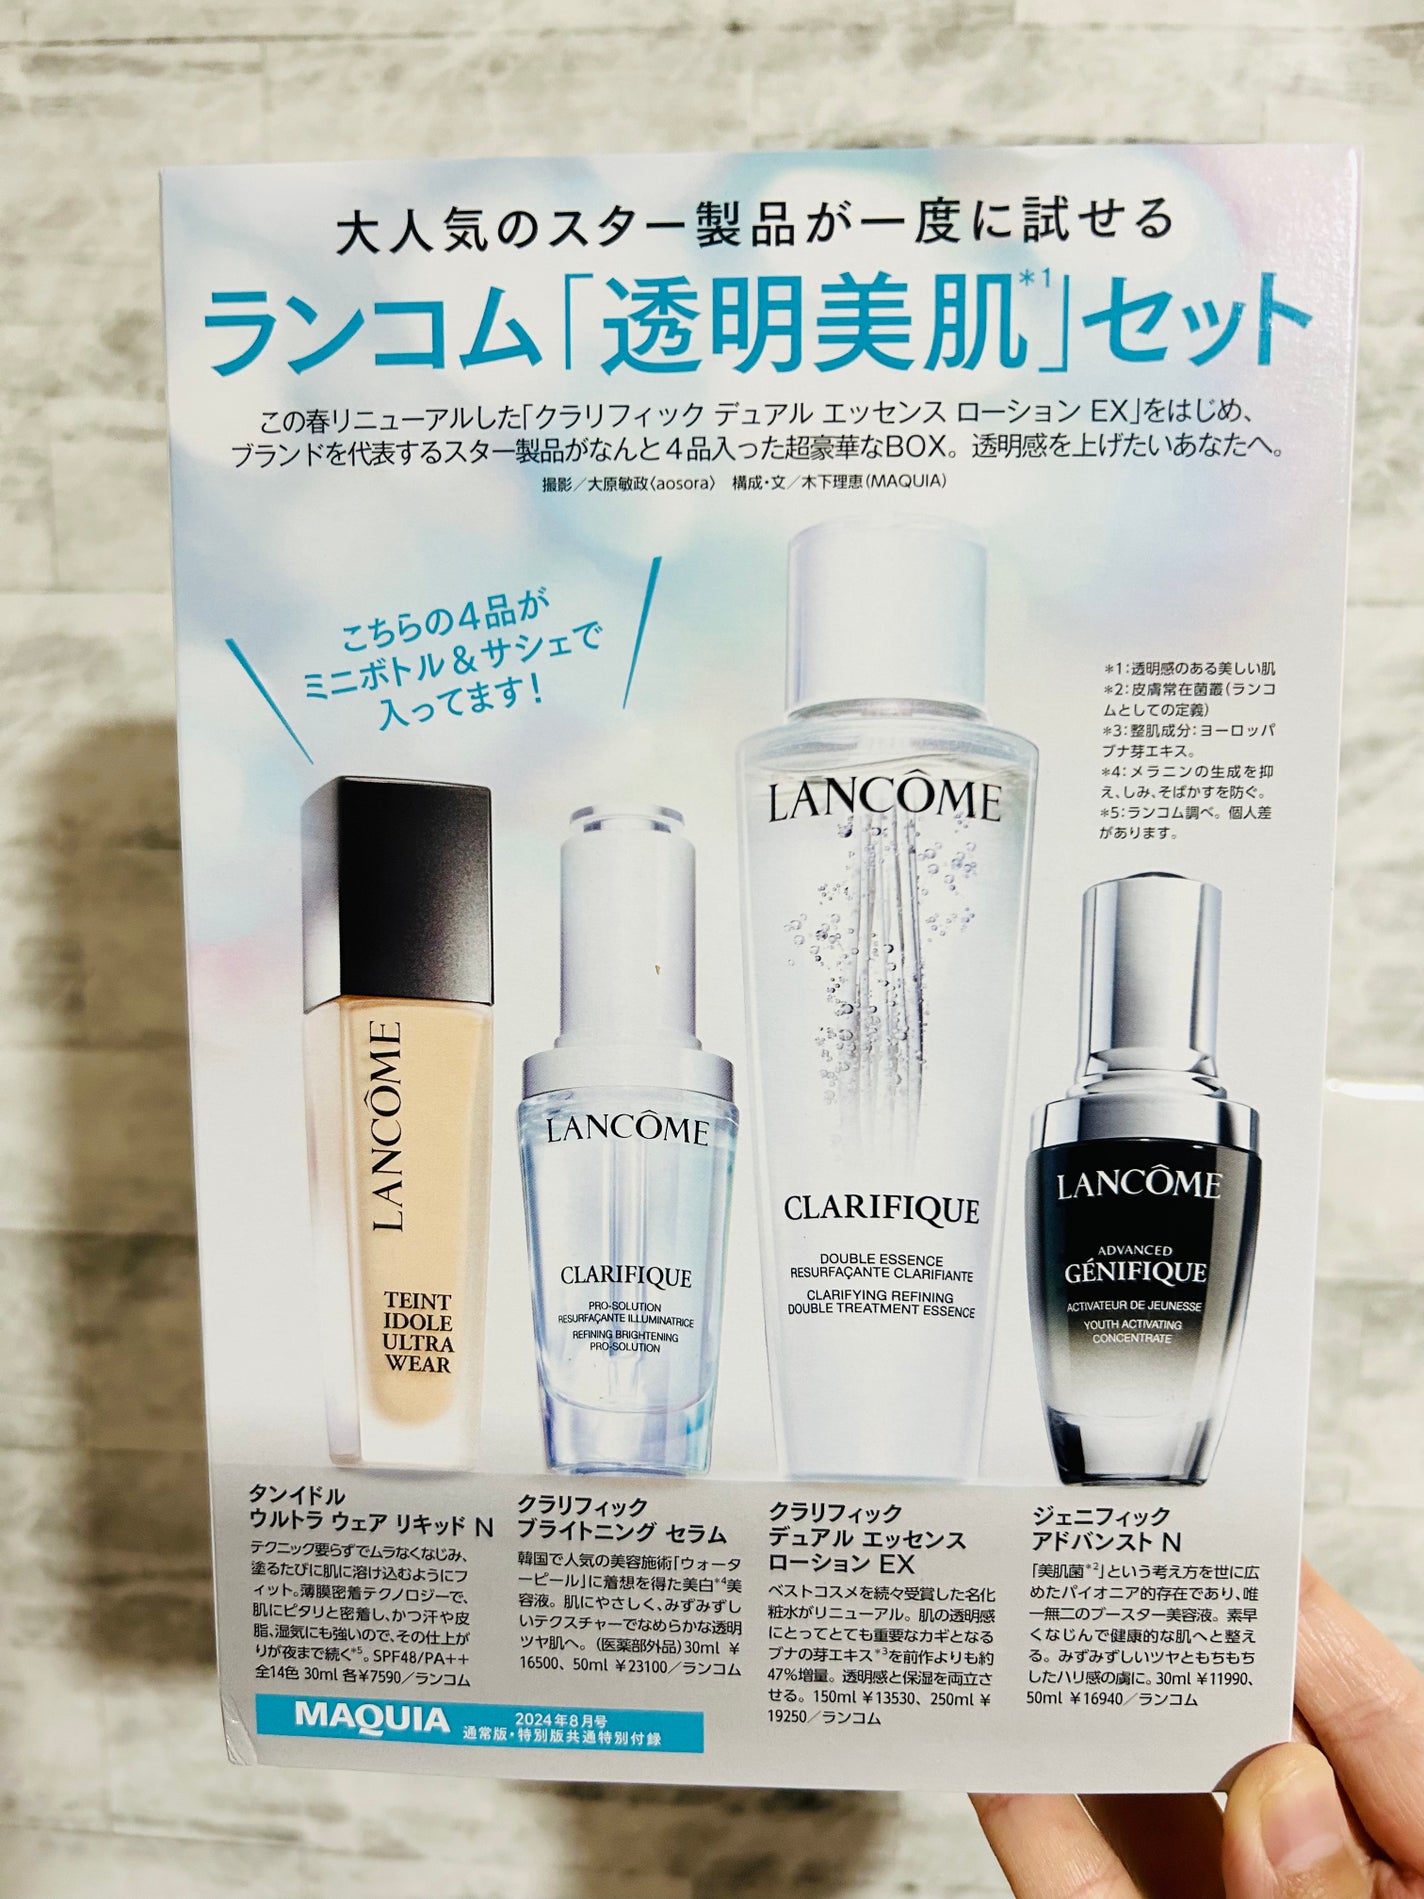 大人気のスター製品が一度に試せる
ランコム「透明美肌*1」セット
この春リニューアルした「クラリフィック デュアル エッセンス ローション EX」をはじめ、
ブランドを代表するスター製品がなんと4品入った超豪華なBOX。透明感を上げたいあなたへ。
撮影／大原敏政〈aosora〉 構成・文／木下理恵(MAQUIA)
こちらの4品が
ミニボトル＆サシェで
入ってます！
*1：透明感のある美しい肌
*2：皮膚常在菌叢(ランコ
ムとしての定義)
*3：整肌成分：ヨーロッパ
ブナ芽エキス。
*4：メラニンの生成を抑
え、しみ、そばかすを防ぐ。
*5：ランコム調べ。個人差
があります。
LANCÔME
TEINT
IDOLE
ULTRA
WEAR
LANCÔME
CLARIFIQUE
PRO-SOLUTION
RESURFAÇANTE ILLUMINATRICE
REFINING BRIGHTENING
PRO-SOLUTION
LANCÔME
CLARIFIQUE
DOUBLE ESSENCE
RESURFAÇANTE CLARIFIANTE
CLARIFYING REFINING
DOUBLE TREATMENT ESSENCE
LANCÔME
ADVANCED
GÉNIFIQUE
ACTIVATEUR DE JEUNESSE
YOUTH ACTIVATING
CONCENTRATE
タンイドル
ウルトラ ウェア リキッド N
テクニック要らずでムラなくなじみ、
塗るたびに肌に溶け込むようにフ
ィット。薄膜密着テクノロジーで、
肌にピタリと密着し、かつ汗や皮
脂、湿気にも強いので、その仕上が
りが夜まで続く*5。SPF48/PA++
全14色 30ml 各¥7590／ランコム
クラリフィック
ブライトニング セラム
韓国で人気の美容施術「ウォータ
ーピール」に着想を得た美白*4美
容液。肌にやさしく、みずみずし
いテクスチャーでなめらかな透明
ツヤ肌へ。(医薬部外品)30ml ¥
16500、50ml ¥23100／ランコム
クラリフィック
デュアル エッセンス
ローション EX
ベストコスメを続々受賞した名化
粧水がリニューアル。肌の透明感
にとってとても重要なカギとなる
ブナの芽エキス*3を前作よりも約
47%増量。透明感と保湿を両立さ
せる。150ml ¥13530、250ml ¥
19250／ランコム
ジェニフィック
アドバンスト N
「美肌菌*2」という考え方を世に広
めたパイオニア的存在であり、唯
一無二のブースター美容液。素早
くなじんで健康的な肌へと整え
る。みずみずしいツヤともちもち
したハリ感の虜に。30ml ¥11990、
50ml ¥16940／ランコム
MAQUIA
2024年8月号
通常版・特別版共通特別付録